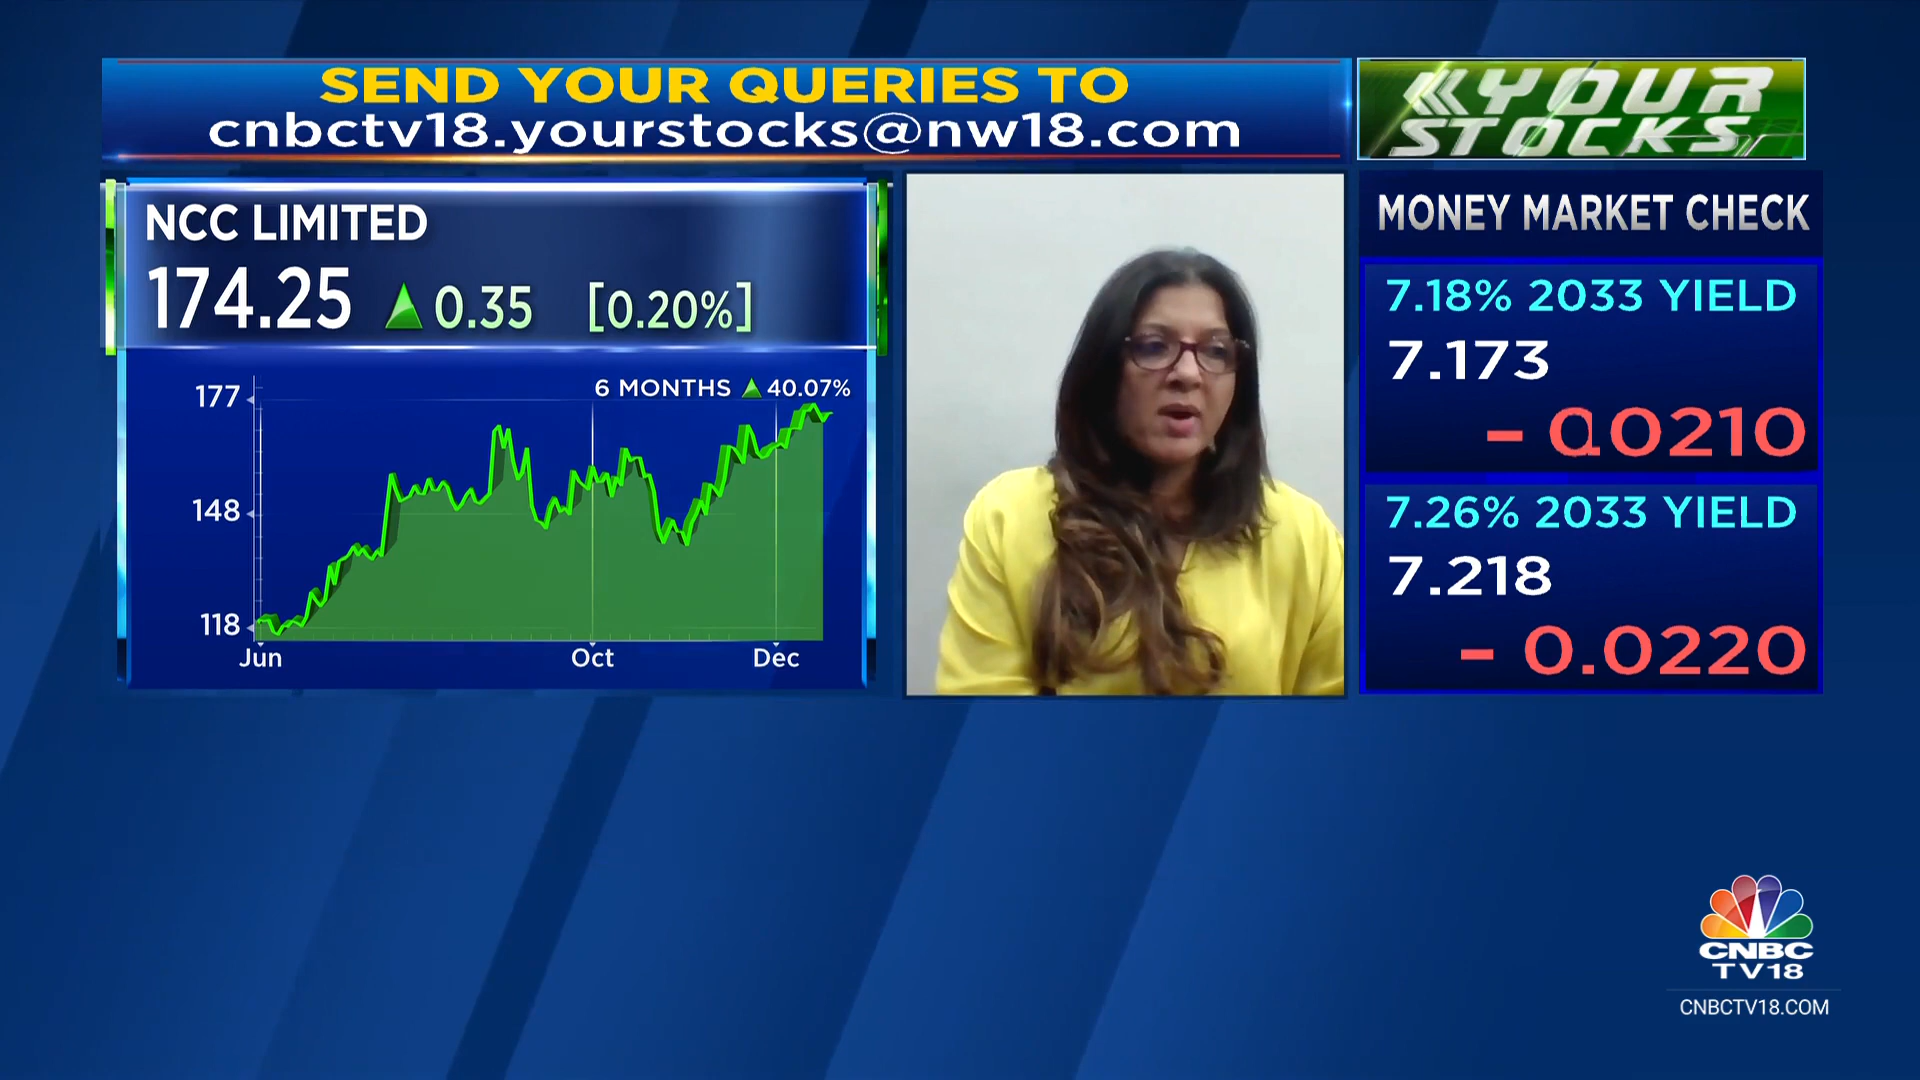 SEND YOUR QUERIES TO
cnbctv18.yourstocks@nw18.com
YOUR
STOCKS
NCC LIMITED
174.25 ▲ 0.35 [0.20%]
6 MONTHS ▲ 40.07%
177
148
118
Jun Oct Dec
MONEY MARKET CHECK
7.18% 2033 YIELD
7.173
7.26% 2033 YIELD
7.218
- 0.0220
CNBC
TV18
CNBCTV18.COM